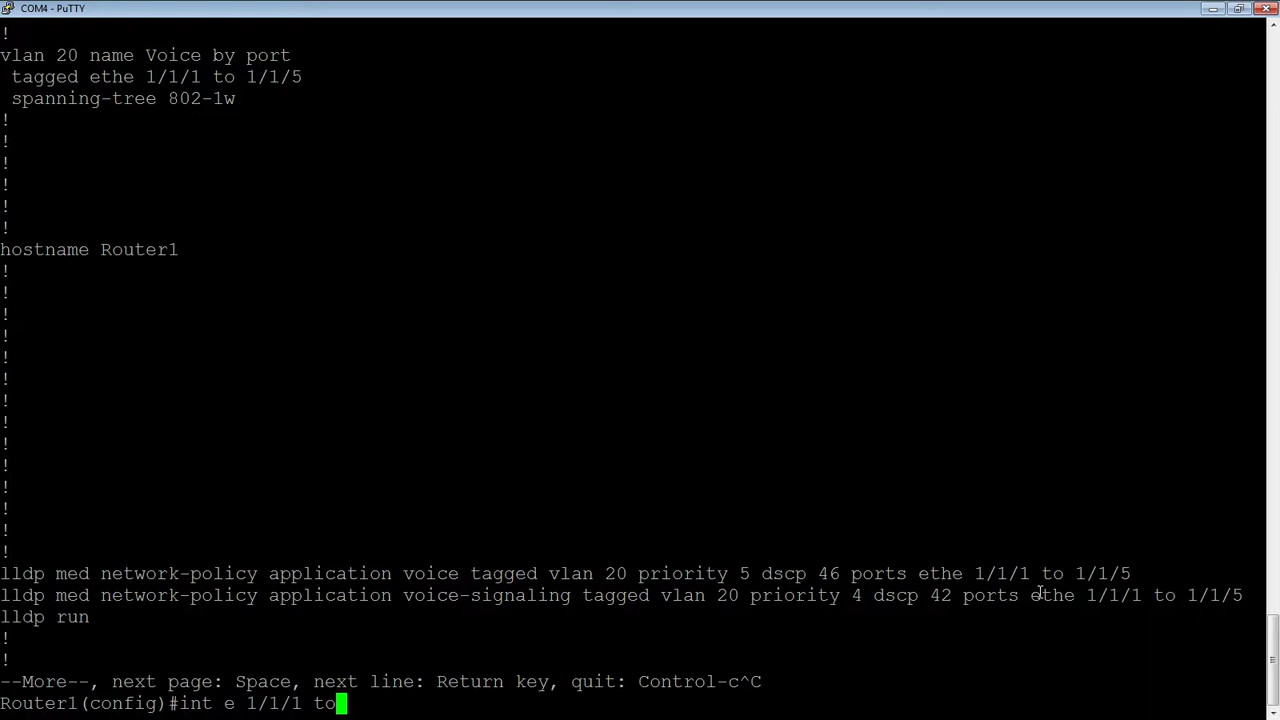 COM4 - PuTTY
!
vlan 20 name Voice by port
 tagged ethe 1/1/1 to 1/1/5
 spanning-tree 802-1w
!
!
!
!
!
!
hostname Router1
!
!
!
!
!
!
!
!
!
!
!
!
!
!
lldp med network-policy application voice tagged vlan 20 priority 5 dscp 46 ports ethe 1/1/1 to 1/1/5
lldp med network-policy application voice-signaling tagged vlan 20 priority 4 dscp 42 ports ethe 1/1/1 to 1/1/5
lldp run
!
!
--More--, next page: Space, next line: Return key, quit: Control-c^C
Router1(config)#int e 1/1/1 to